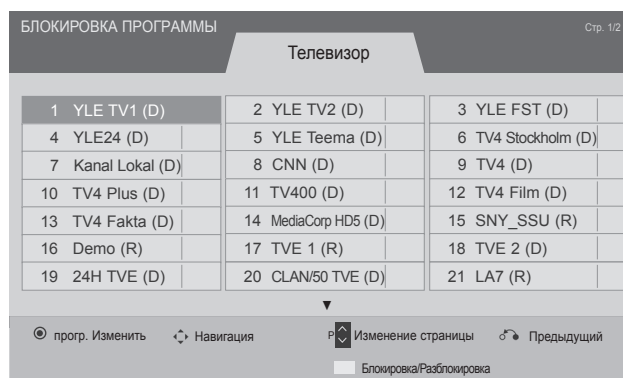 БЛОКИРОВКА ПРОГРАММЫ Стр. 1/2
Телевизор
1 YLE TV1 (D) 2 YLE TV2 (D) 3 YLE FST (D)
4 YLE24 (D) 5 YLE Teema (D) 6 TV4 Stockholm (D)
7 Kanal Lokal (D) 8 CNN (D) 9 TV4 (D)
10 TV4 Plus (D) 11 TV400 (D) 12 TV4 Film (D)
13 TV4 Fakta (D) 14 MediaCorp HD5 (D) 15 SNY_SSU (R)
16 Demo (R) 17 TVE 1 (R) 18 TVE 2 (D)
19 24H TVE (D) 20 CLAN/50 TVE (D) 21 LA7 (R)
прогр. Изменить Навигация P Изменение страницы Предыдущий
Блокировка/Разблокировка